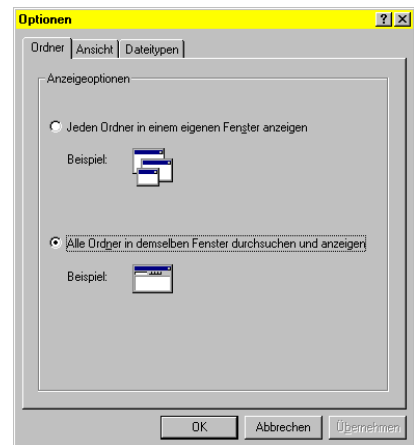 Optionen
Ordner Ansicht Dateitypen
Anzeigeoptionen
Jeden Ordner in einem eigenen Fenster anzeigen
Beispiel:
Alle Ordner in demselben Fenster durchsuchen und anzeigen
Beispiel:
OK Abbrechen Übernehmen